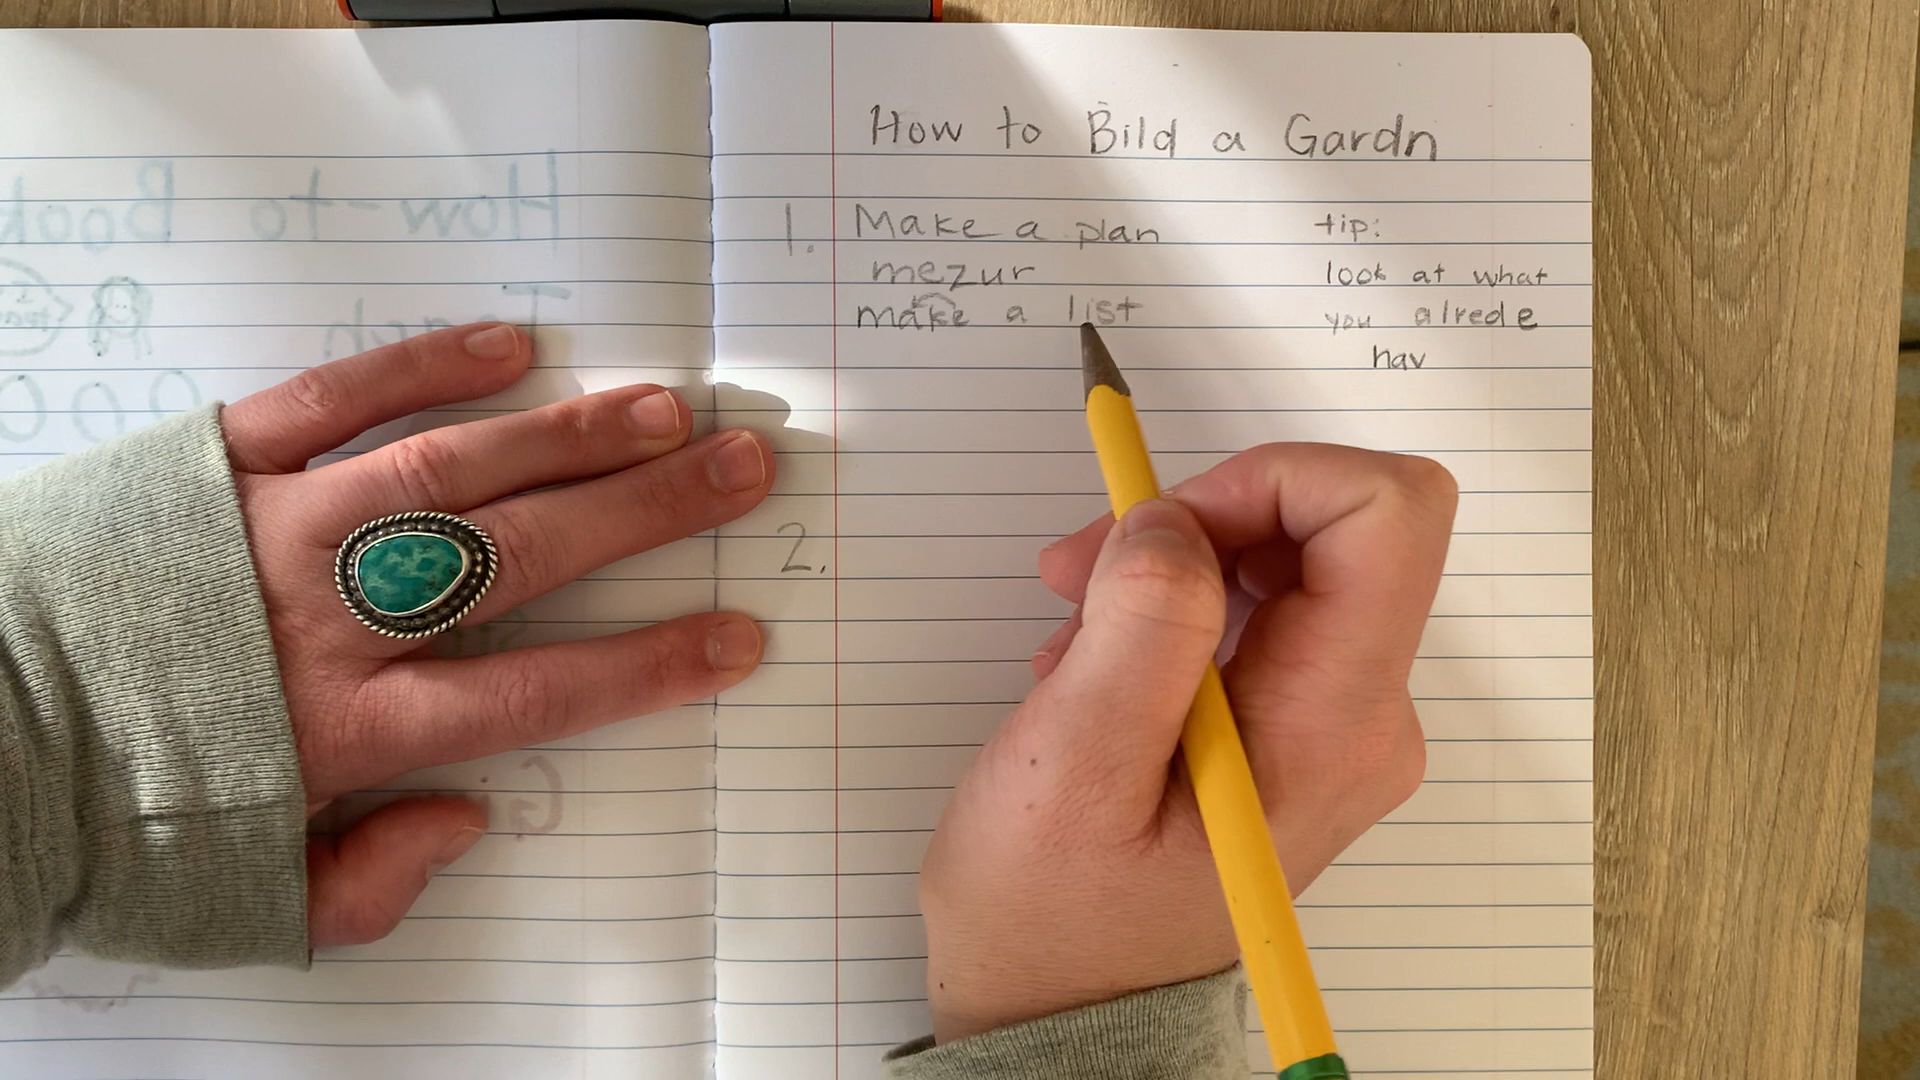 How to Bild a Gardn
1. Make a plan
mezur
make a list
tip:
look at what
you alrede
hav
2.
How-to Book
Teach